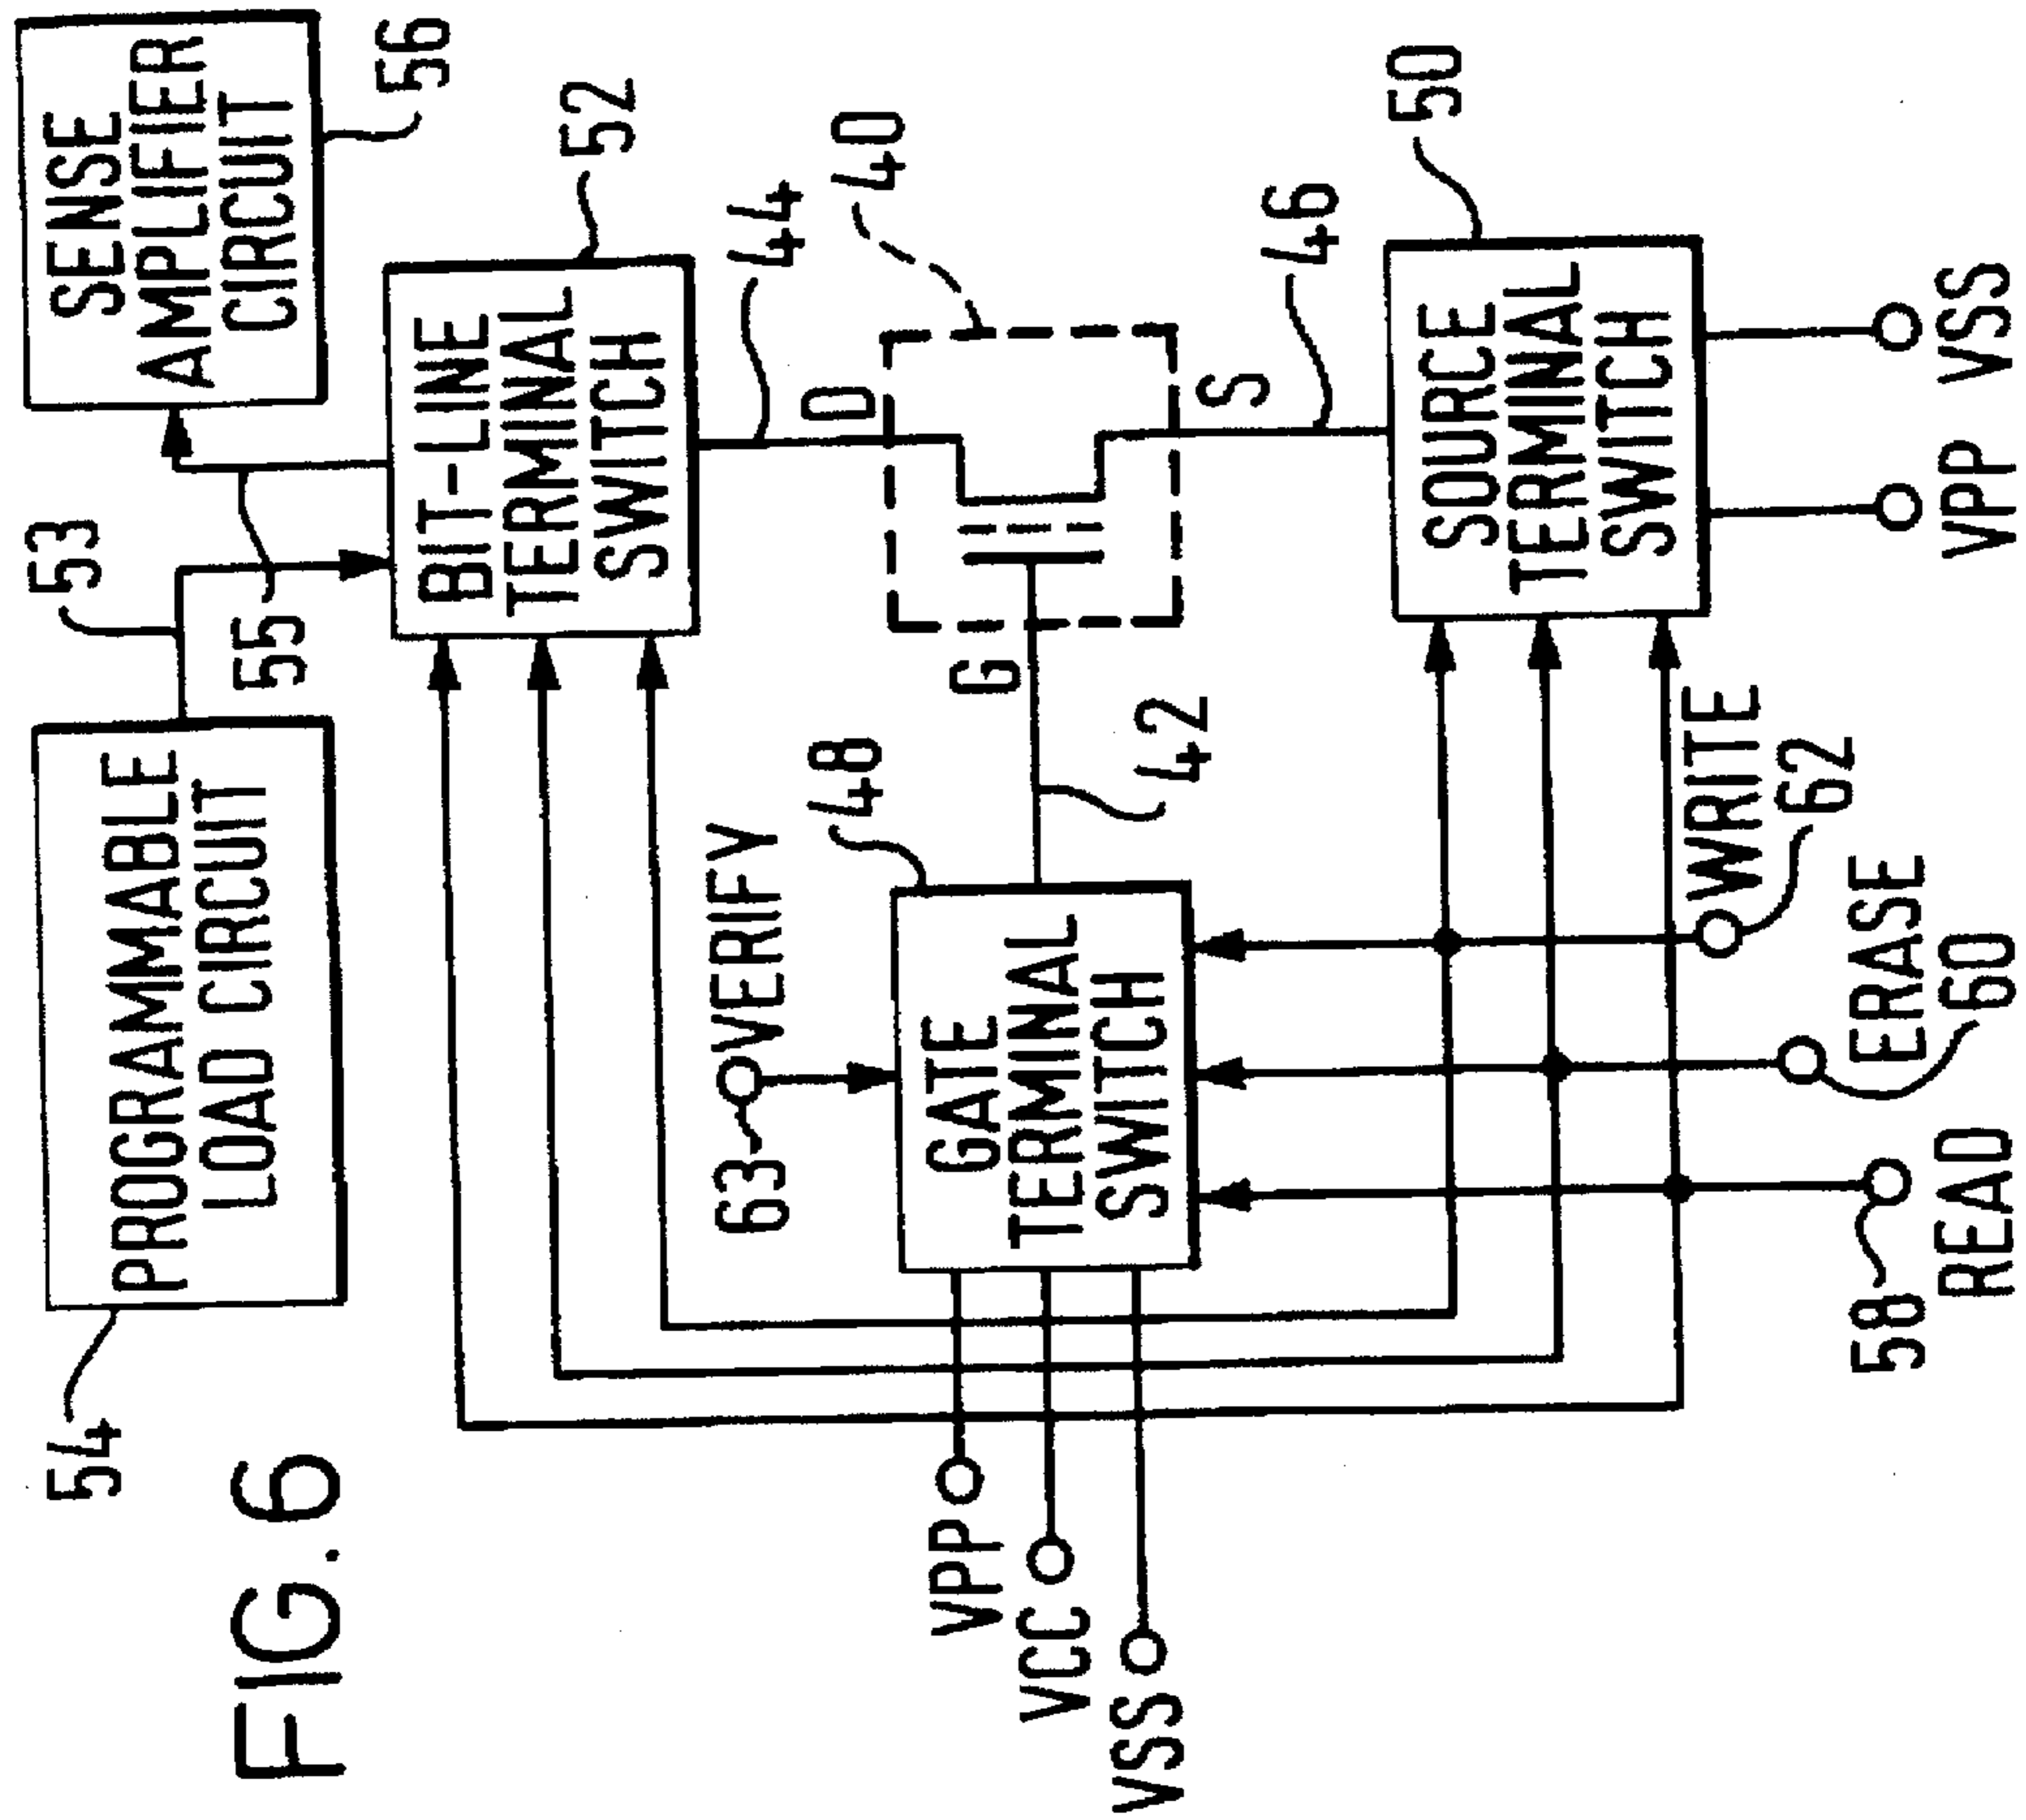 FIG. 6
54
PROGRAMMABLE
LOAD CIRCUIT
53
55
SENSE
AMPLIFIER
CIRCUIT
56
BIT-LINE
TERMINAL
SWITCH
52
44
D
40
G
S
42
46
48
63
VERIFY
GATE
TERMINAL
SWITCH
VPP
VCC
VSS
SOURCE
TERMINAL
SWITCH
50
WRITE
62
ERASE
60
58
READ
VPP
VSS